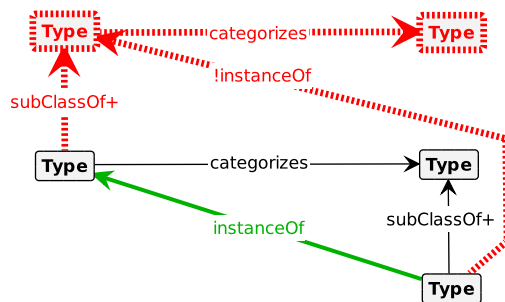 Type
categorizes
Type
!instanceOf
subClassOf+
Type
categorizes
Type
subClassOf+
instanceOf
Type